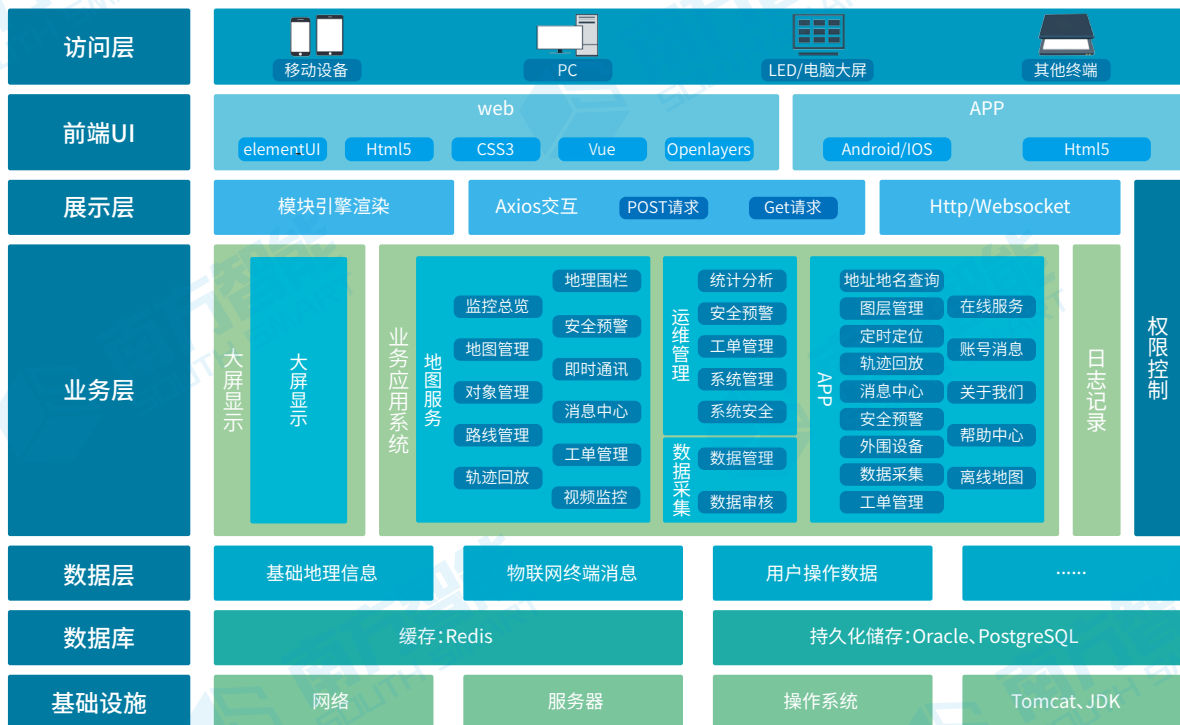 访问层
移动设备
PC
LED/电脑大屏
其他终端
前端UI
web
elementUI
Html5
CSS3
Vue
Openlayers
APP
Android/IOS
Html5
展示层
模块引擎渲染
Axios交互
POST请求
Get请求
Http/Websocket
权限控制
业务层
大屏显示
大屏显示
业务应用系统
地图服务
监控总览
地图管理
对象管理
路线管理
轨迹回放
地理围栏
安全预警
即时通讯
消息中心
工单管理
视频监控
运维管理
统计分析
安全预警
工单管理
系统管理
系统安全
数据采集
数据管理
数据审核
APP
地址地名查询
图层管理
定时定位
轨迹回放
消息中心
安全预警
外围设备
数据采集
工单管理
在线服务
账号消息
关于我们
帮助中心
离线地图
日志记录
数据层
基础地理信息
物联网终端消息
用户操作数据
……
数据库
缓存:Redis
持久化储存:Oracle、PostgreSQL
基础设施
网络
服务器
操作系统
Tomcat、JDK
南方智能
SOUTH SMART